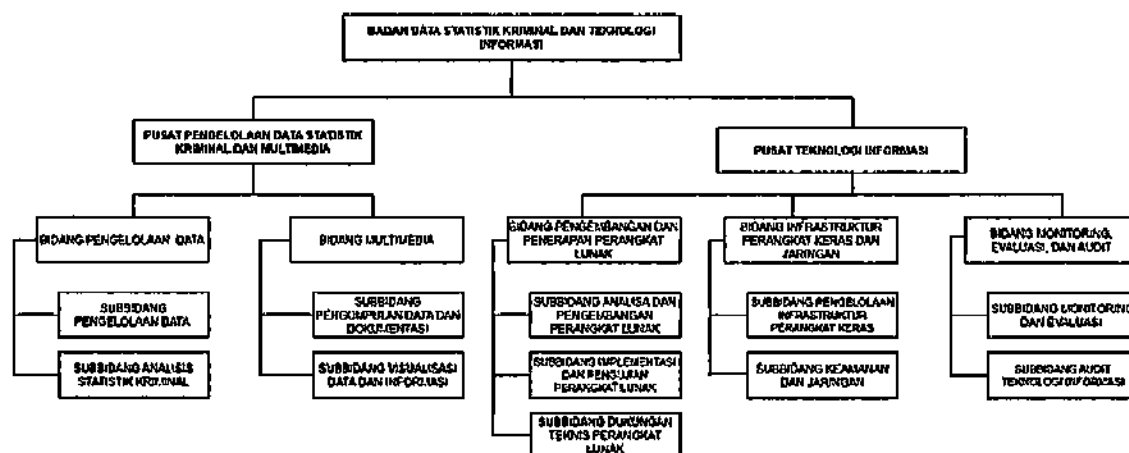 BADAN DATA STATISTIK KRIMINAL DAN TEKNOLOGI
INFORMASI
PUSAT PENGELOLAAN DATA STATISTIK
KRIMINAL DAN MULTIMEDIA
PUSAT TEKNOLOGI INFORMASI
BIDANG PENGELOLAAN DATA
BIDANG MULTIMEDIA
BIDANG PENGEMBANGAN DAN
PENERAPAN PERANGKAT
LUNAK
BIDANG INFRASTRUKTUR
PERANGKAT KERAS DAN
JARINGAN
BIDANG MONITORING,
EVALUASI, DAN AUDIT
SUBBIDANG
PENGELOLAAN DATA
SUBBIDANG
PENGUMPULAN DATA DAN
DOKUMENTASI
SUBBIDANG ANALISA DAN
PENGEMBANGAN
PERANGKAT LUNAK
SUBBIDANG PENGELOLAAN
INFRASTRUKTUR
PERANGKAT KERAS
SUBBIDANG MONITORING
DAN EVALUASI
SUBBIDANG ANALISIS
STATISTIK KRIMINAL
SUBBIDANG VISUALISASI
DATA DAN INFORMASI
SUBBIDANG IMPLEMENTASI
DAN PENGUJIAN
PERANGKAT LUNAK
SUBBIDANG KEAMANAN
DAN JARINGAN
SUBBIDANG AUDIT
TEKNOLOGI INFORMASI
SUBBIDANG DUKUNGAN
TEKNIS PERANGKAT
LUNAK